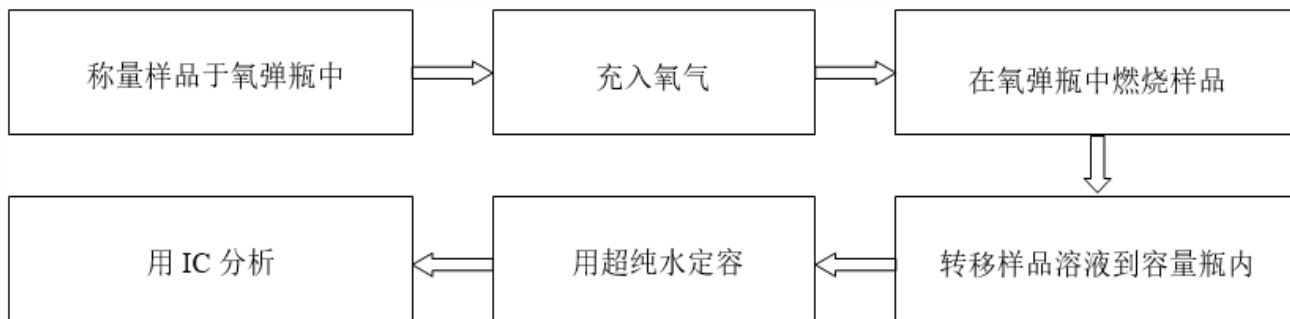 称量样品于氧弹瓶中
充入氧气
在氧弹瓶中燃烧样品
转移样品溶液到容量瓶内
用超纯水定容
用 IC 分析